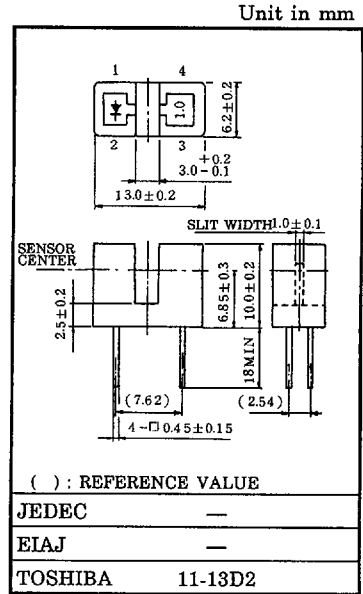 Unit in mm
1 4
1.0
2 3
6.2±0.2
+0.2
3.0-0.1
13.0±0.2
SLIT WIDTH 1.0±0.1
SENSOR
CENTER
2.5±0.2
6.85±0.3
10.0±0.2
18MIN
(7.62) (2.54)
4-□0.45±0.15
( ) : REFERENCE VALUE
JEDEC —
EIAJ —
TOSHIBA 11-13D2